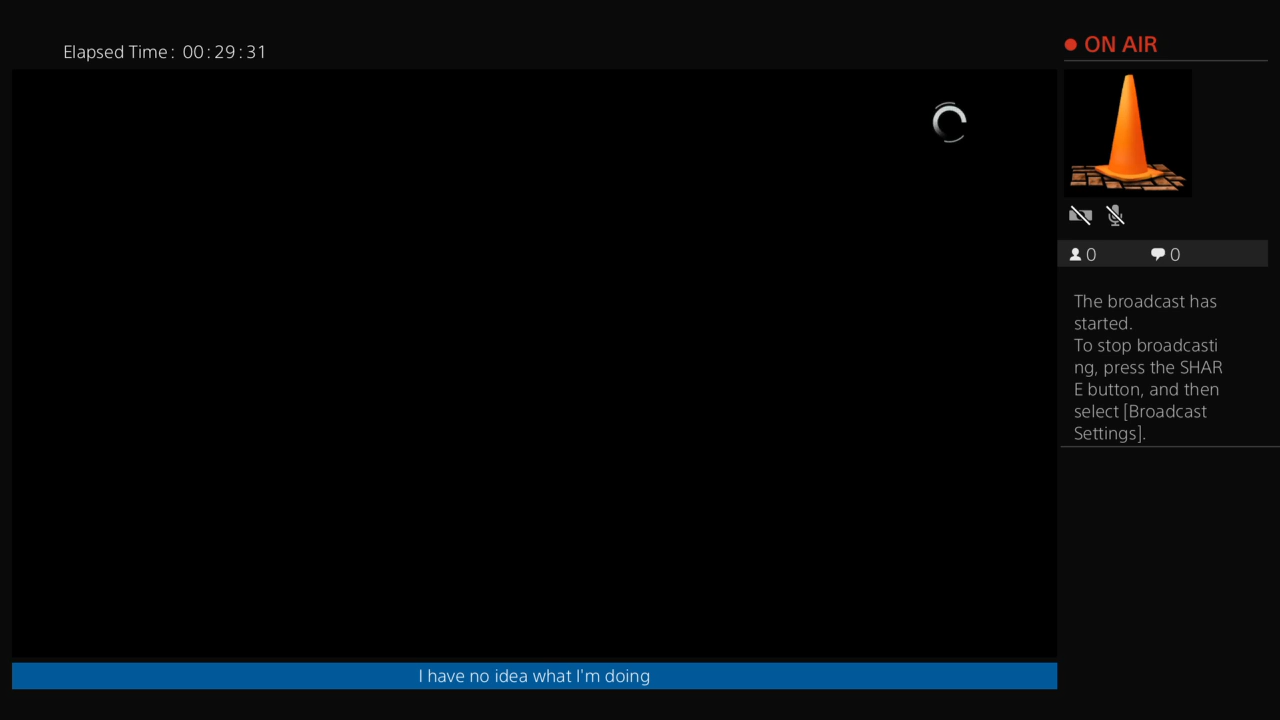 Elapsed Time: 00:29:31
ON AIR
0 0
The broadcast has
started.
To stop broadcasti
ng, press the SHAR
E button, and then
select [Broadcast
Settings].
I have no idea what I'm doing